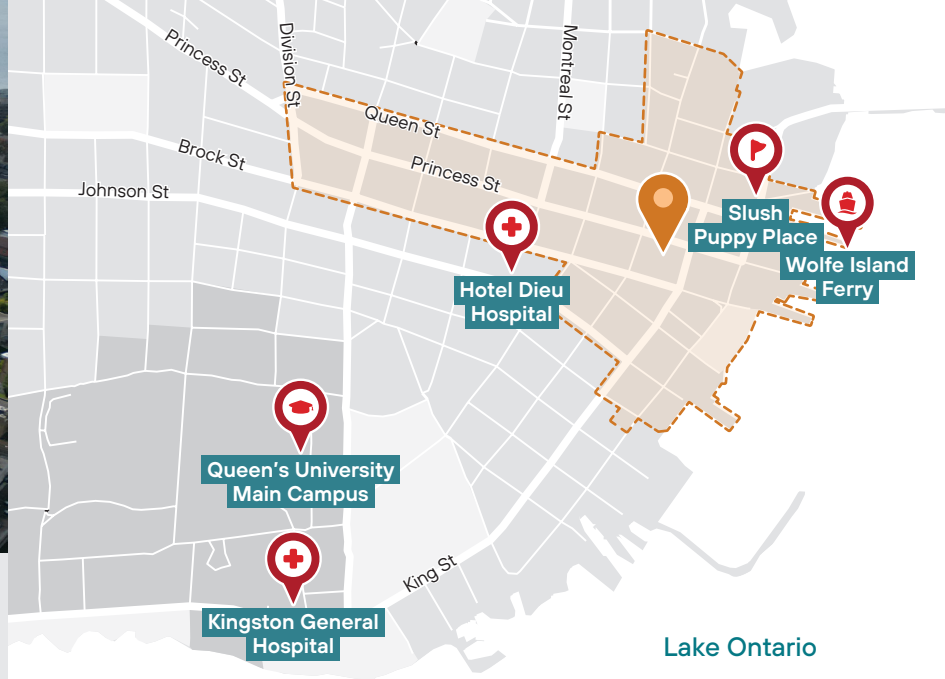 Princess St
Division St
Montreal St
Queen St
Brock St
Princess St
Johnson St
Slush
Puppy Place
Wolfe Island
Ferry
Hotel Dieu
Hospital
Queen's University
Main Campus
King St
Kingston General
Hospital
Lake Ontario